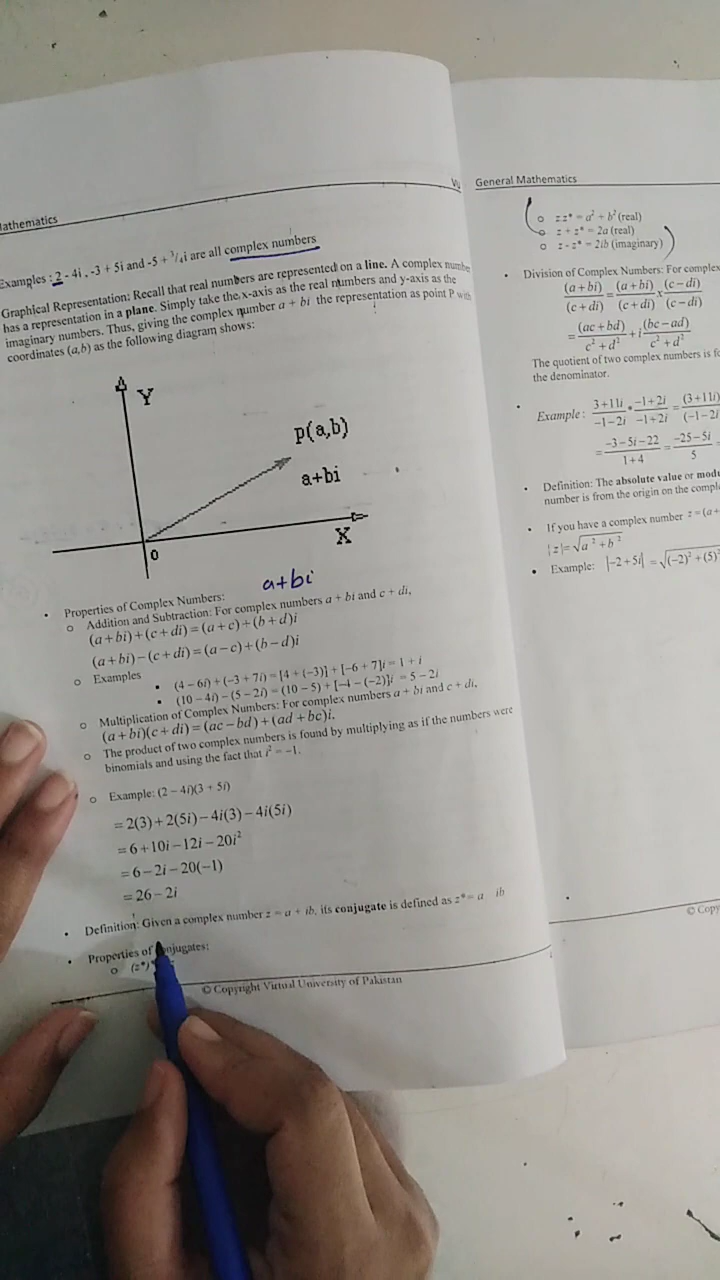 Mathematics
Examples : 2 - 4i , -3 + 5i and -5 + 3/4i are all complex numbers
Graphical Representation: Recall that real numbers are represented on a line. A complex number
has a representation in a plane. Simply take the x-axis as the real numbers and y-axis as the
imaginary numbers. Thus, giving the complex number a + bi the representation as point P with
coordinates (a,b) as the following diagram shows:
Y
p(a,b)
a+bi
X
0
a+bi
• Properties of Complex Numbers:
o Addition and Subtraction: For complex numbers a + bi and c + di,
(a+bi)+(c+di)=(a+c)+(b+d)i
(a+bi)-(c+di)=(a-c)+(b-d)i
o Examples
▪ (4 – 6i) + (–3 + 7i) = [4 + (–3)] + [–6 + 7]i = 1 + i
▪ (10 – 4i) – (5 – 2i) = (10 – 5) + [–4 – (–2)]i = 5 – 2i
o Multiplication of Complex Numbers: For complex numbers a + bi and c + di,
(a+bi)(c+di)=(ac-bd)+(ad+bc)i.
o The product of two complex numbers is found by multiplying as if the numbers were
binomials and using the fact that i² = –1.
o Example: (2 – 4i)(3 + 5i)
=2(3)+2(5i)-4i(3)-4i(5i)
=6+10i-12i-20i²
=6-2i-20(-1)
=26-2i
• Definition: Given a complex number z = a + ib, its conjugate is defined as z* = a ib
• Properties of
o (z*)
© Copyright Virtual University of Pakistan
General Mathematics
o zz* = a² + b² (real)
o z + z* = 2a (real)
o z - z* = 2ib (imaginary)
• Division of Complex Numbers: For complex
(a+bi)/(c+di) = (a+bi)/(c+di) x (c-di)/(c-di)
= (ac+bd)/(c²+d²) + i(bc-ad)/(c²+d²)
The quotient of two complex numbers is
the denominator.
• Example: 3+11i/-1-2i * -1+2i/-1+2i = (3+11i)/(-1-2i
= -3-5i-22/1+4 = -25-5i/5 =
• Definition: The absolute value or
number is from the origin on the
• If you have a complex number z = (a+
|z|=√a²+b²
• Example: |-2+5i| = √(-2)²+(5)²
©